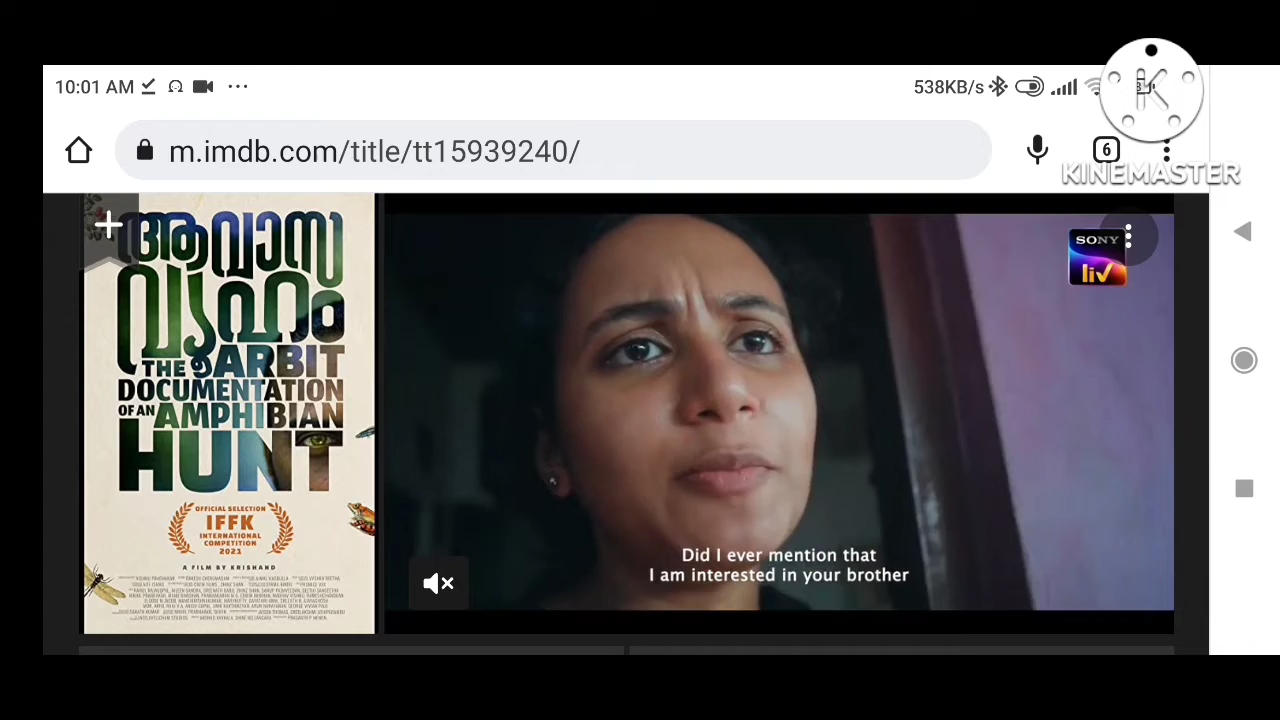 10:01 AM
538KB/s
m.imdb.com/title/tt15939240/
6
KINEMASTER
K
ആവാസ
വ്യൂഹം
THE ARBIT
DOCUMENTATION
OF AN AMPHIBIAN
HUNT
OFFICIAL SELECTION
IFFK
INTERNATIONAL
COMPETITION
2021
A FILM BY KRISHAND
SONY
liv
Did I ever mention that
I am interested in your brother